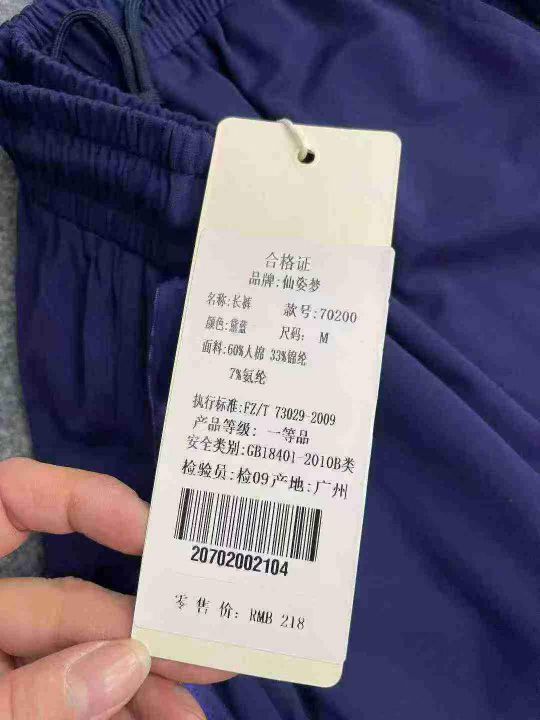 合格证
品牌:仙姿梦
名称:长裤 款号:70200
颜色:黛蓝 尺码: M
面料:60%人棉 33%锦纶
7%氨纶
执行标准:FZ/T 73029-2009
产品等级: 一等品
安全类别:GB18401-2010B类
检验员:检09产地:广州
20702002104
零 售 价: RMB 218